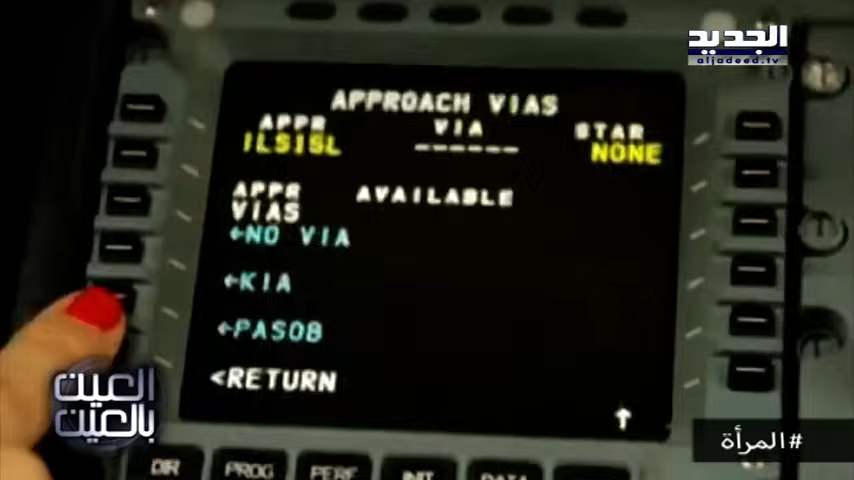 الجديد
aljadeed.tv
APPROACH VIAS
APPR VIA STAR
ILS15L ------ NONE
APPR AVAILABLE
VIAS
←NO VIA
←KIA
←PASOB
<RETURN
↑
العين
بالعين
#المرأة
DIR PROG PERF INIT DATA